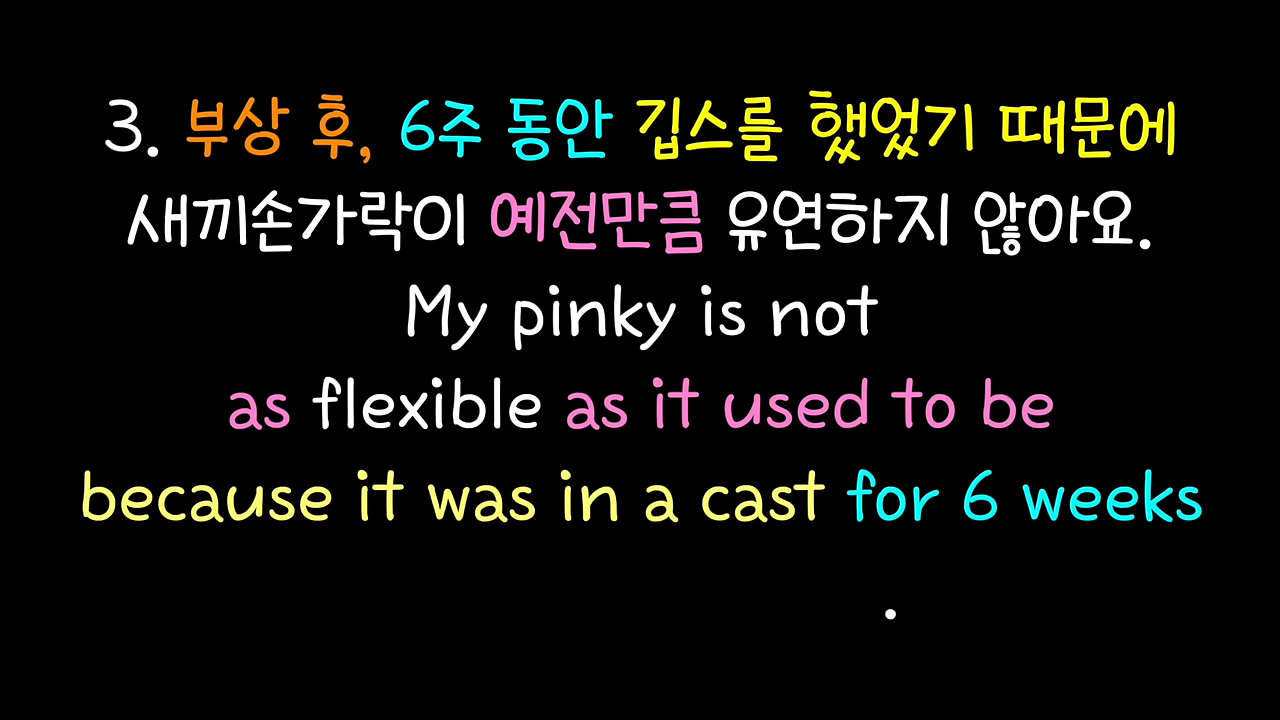 3. 부상 후, 6주 동안 깁스를 했었기 때문에
새끼손가락이 예전만큼 유연하지 않아요.
My pinky is not
as flexible as it used to be
because it was in a cast for 6 weeks
.